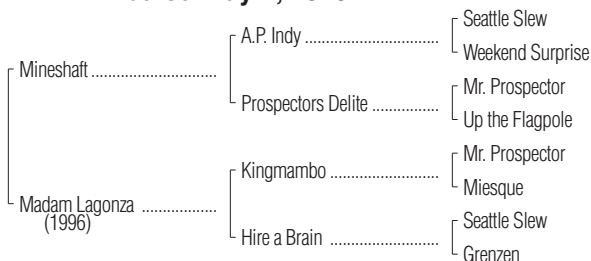 Seattle Slew
A.P. Indy
Weekend Surprise
Mineshaft
Mr. Prospector
Prospectors Delite
Up the Flagpole
Mr. Prospector
Kingmambo
Miesque
Madam Lagonza
(1996)
Seattle Slew
Hire a Brain
Grenzen